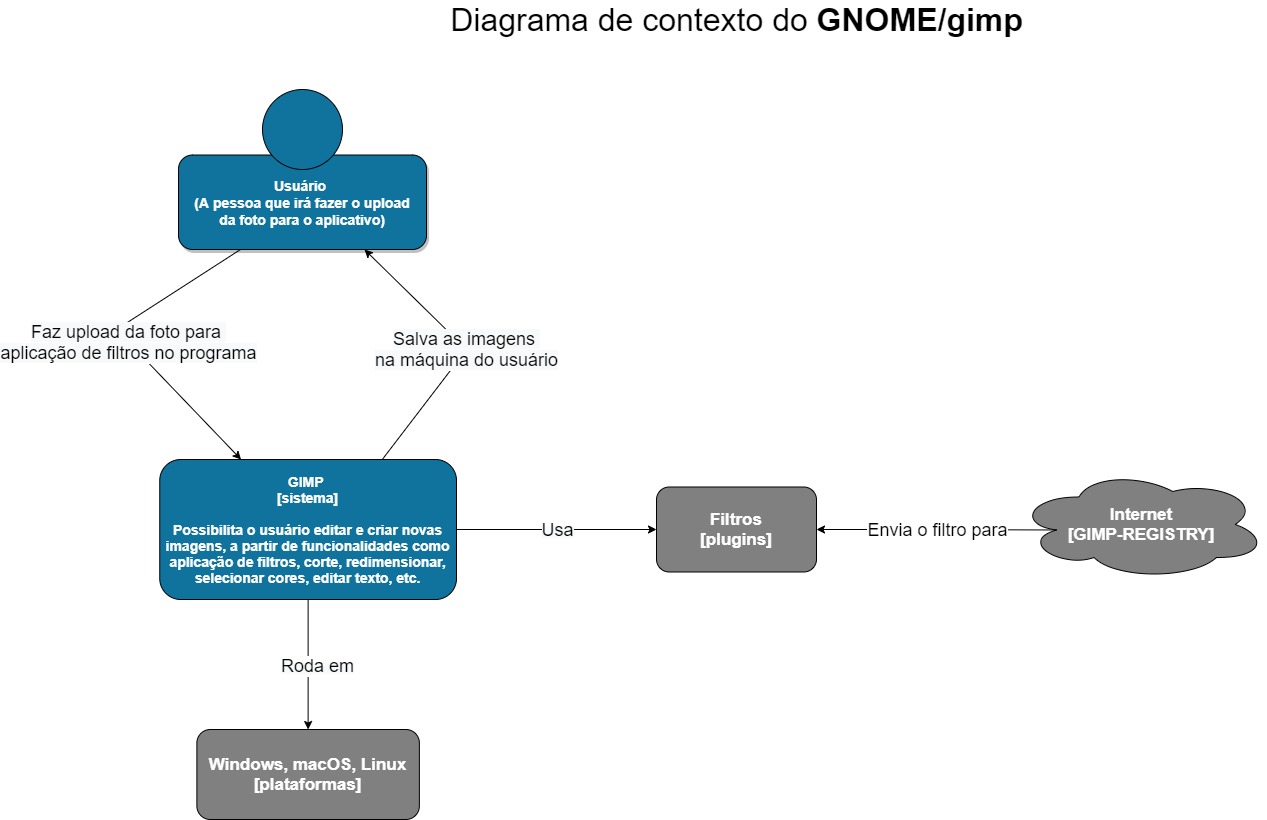 Diagrama de contexto do GNOME/gimp
Usuário
(A pessoa que irá fazer o upload
da foto para o aplicativo)
Faz upload da foto para
aplicação de filtros no programa
Salva as imagens
na máquina do usuário
GIMP
[sistema]
Possibilita o usuário editar e criar novas
imagens, a partir de funcionalidades como
aplicação de filtros, corte, redimensionar,
selecionar cores, editar texto, etc.
Usa
Filtros
[plugins]
Envia o filtro para
Internet
[GIMP-REGISTRY]
Roda em
Windows, macOS, Linux
[plataformas]